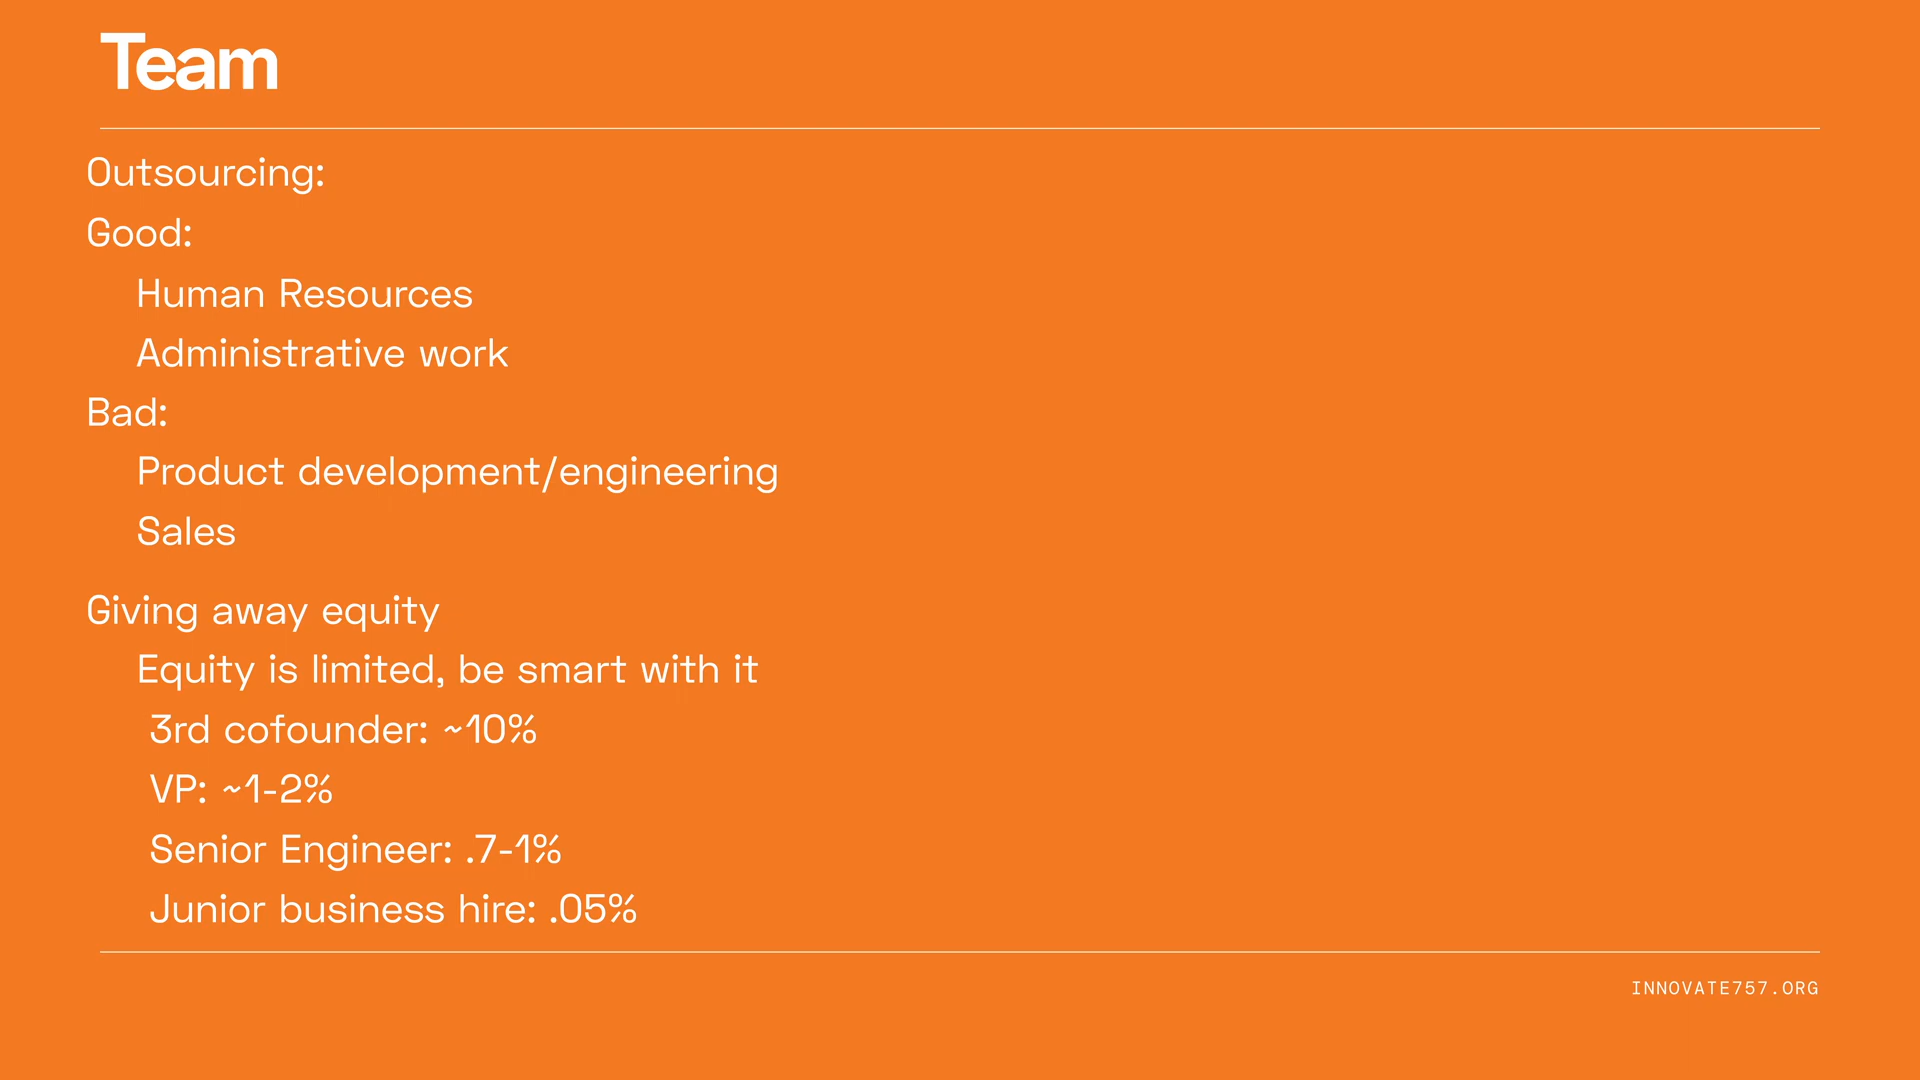 Team
Outsourcing:
Good:
Human Resources
Administrative work
Bad:
Product development/engineering
Sales
Giving away equity
Equity is limited, be smart with it
3rd cofounder: ~10%
VP: ~1-2%
Senior Engineer: .7-1%
Junior business hire: .05%
INNOVATE757.ORG